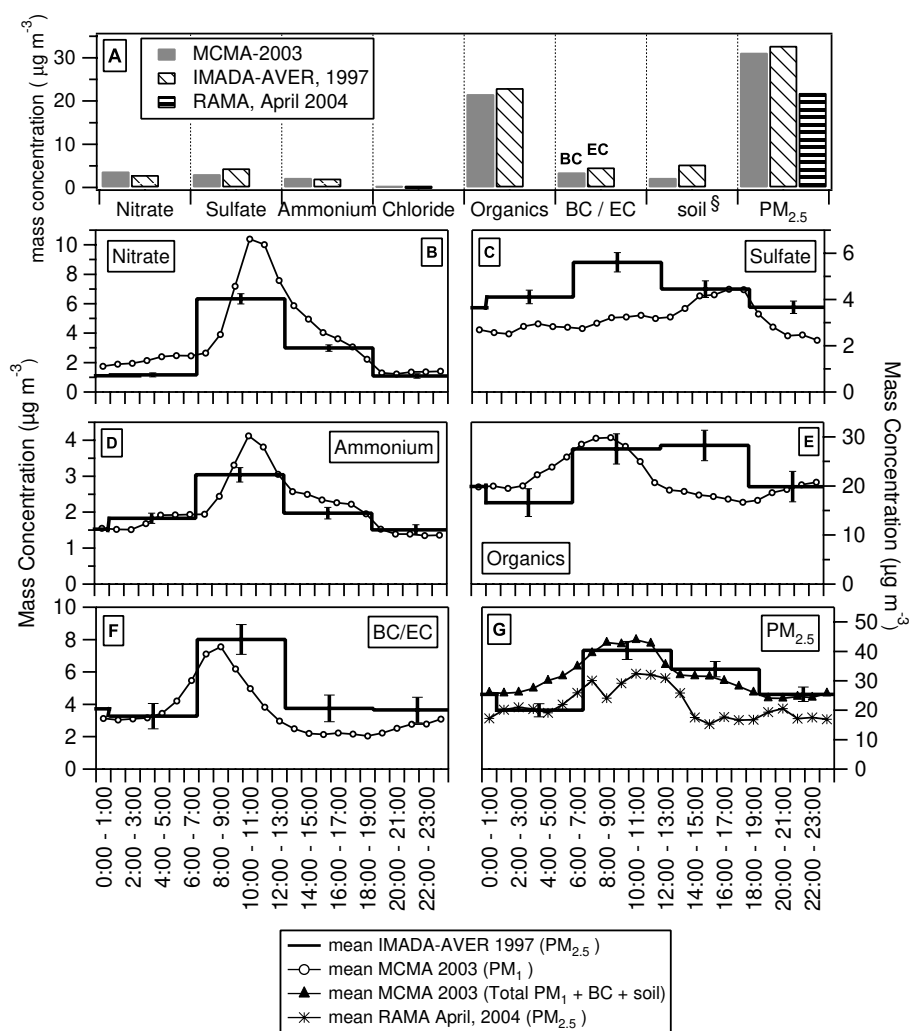 A
MCMA-2003
IMADA-AVER, 1997
RAMA, April 2004
mass concentration ( µg m-3)
30
20
10
0
BC EC
Nitrate Sulfate Ammonium Chloride Organics BC / EC soil § PM2.5
Nitrate B
10
8
6
4
2
0
C Sulfate
6
4
2
0
Mass Concentration (µg m-3)
D Ammonium
4
3
2
1
0
E
Organics
30
20
10
0
Mass Concentration (µg m-3)
F BC/EC
10
8
6
4
2
0
G PM2.5
50
40
30
20
10
0
0:00 - 1:00
2:00 - 3:00
4:00 - 5:00
6:00 - 7:00
8:00 - 9:00
10:00 - 11:00
12:00 - 13:00
14:00 - 15:00
16:00 - 17:00
18:00 - 19:00
20:00 - 21:00
22:00 - 23:00
0:00 - 1:00
2:00 - 3:00
4:00 - 5:00
6:00 - 7:00
8:00 - 9:00
10:00 - 11:00
12:00 - 13:00
14:00 - 15:00
16:00 - 17:00
18:00 - 19:00
20:00 - 21:00
22:00 - 23:00
mean IMADA-AVER 1997 (PM2.5)
mean MCMA 2003 (PM1 )
mean MCMA 2003 (Total PM1 + BC + soil)
mean RAMA April, 2004 (PM2.5)